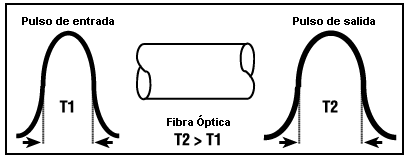 Pulso de entrada
Pulso de salida
T1
T2
Fibra Óptica
T2 > T1